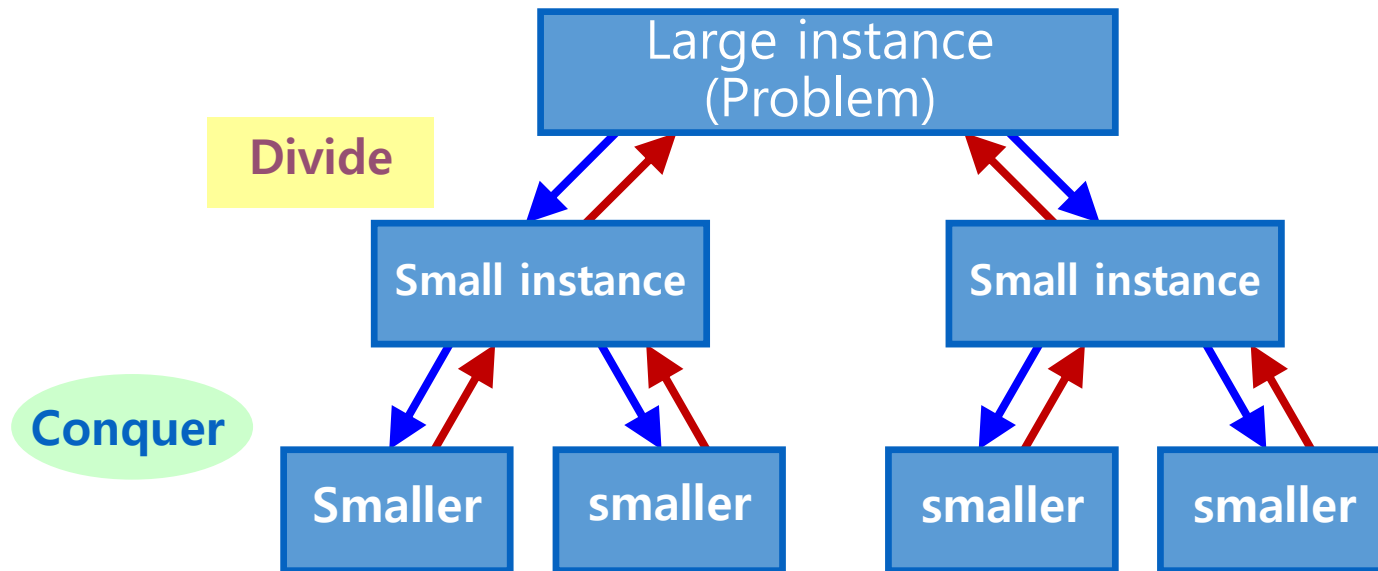 Large instance
(Problem)
Divide
Small instance
Small instance
Conquer
Smaller
smaller
smaller
smaller